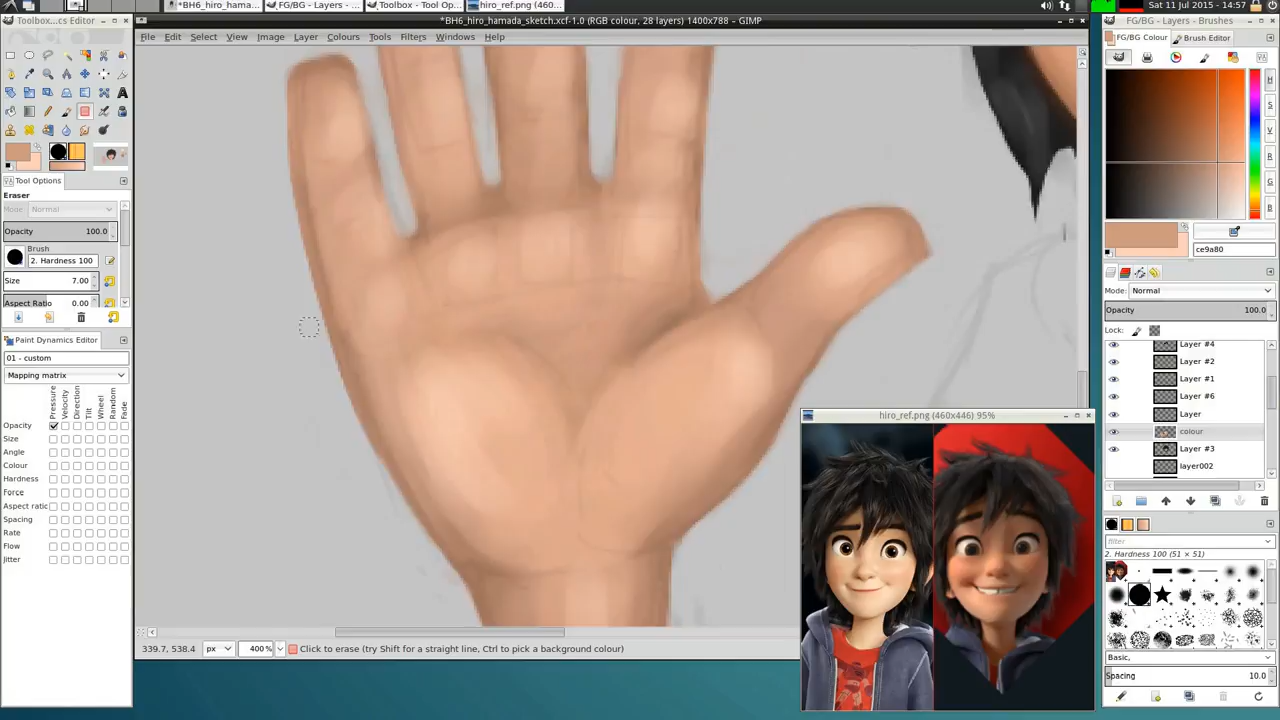 *BH6_hiro_hamada_s...
FG/BG - Layers - B...
Toolbox - Tool Op...
hiro_ref.png (460...
Sat 11 Jul 2015 - 14:57
Toolbox...cs Editor
*BH6_hiro_hamada_sketch.xcf-1.0 (RGB colour, 28 layers) 1400x788 – GIMP
FG/BG - Layers - Brushes
File Edit Select View Image Layer Colours Tools Filters Windows Help
FG/BG Colour
Brush Editor
H
S
V
R
G
B
ce9a80
Mode: Normal
Opacity 100.0
Lock:
Layer #4
Layer #2
Layer #1
Layer #6
Layer
colour
Layer #3
layer002
filter
2. Hardness 100 (51 × 51)
Basic,
Spacing 10.0
A
Tool Options
Eraser
Mode: Normal
Opacity 100.0
Brush
2. Hardness 100
Size 7.00
Aspect Ratio 0.00
Paint Dynamics Editor
01 - custom
Mapping matrix
Pressure
Velocity
Direction
Tilt
Wheel
Random
Fade
Opacity
Size
Angle
Colour
Hardness
Force
Aspect ratio
Spacing
Rate
Flow
Jitter
hiro_ref.png (460x446) 95%
339.7, 538.4 px 400% Click to erase (try Shift for a straight line, Ctrl to pick a background colour)